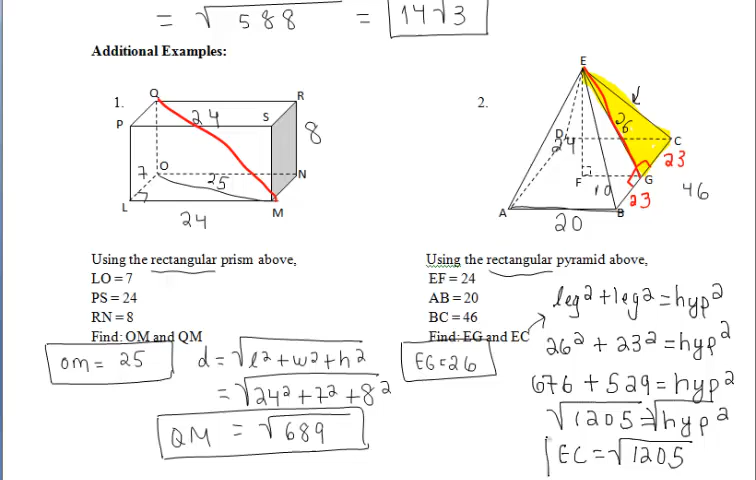 = √588 = 14√3
Additional Examples:
1.
Q
R
24
P
S
8
7
O
N
25
L
M
24
2.
E
26
D
C
24
23
F
G
10
46
A
B
23
20
Using the rectangular prism above,
LO = 7
PS = 24
RN = 8
Find: OM and QM
OM = 25
d = √l² + w² + h²
= √24² + 7² + 8²
QM = √689
Using the rectangular pyramid above,
EF = 24
AB = 20
BC = 46
Find: EG and EC
EG = 26
leg² + leg² = hyp²
26² + 23² = hyp²
676 + 529 = hyp²
√1205 = √hyp²
EC = √1205